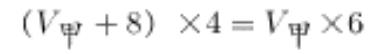 (V甲 + 8) ×4 = V甲 ×6